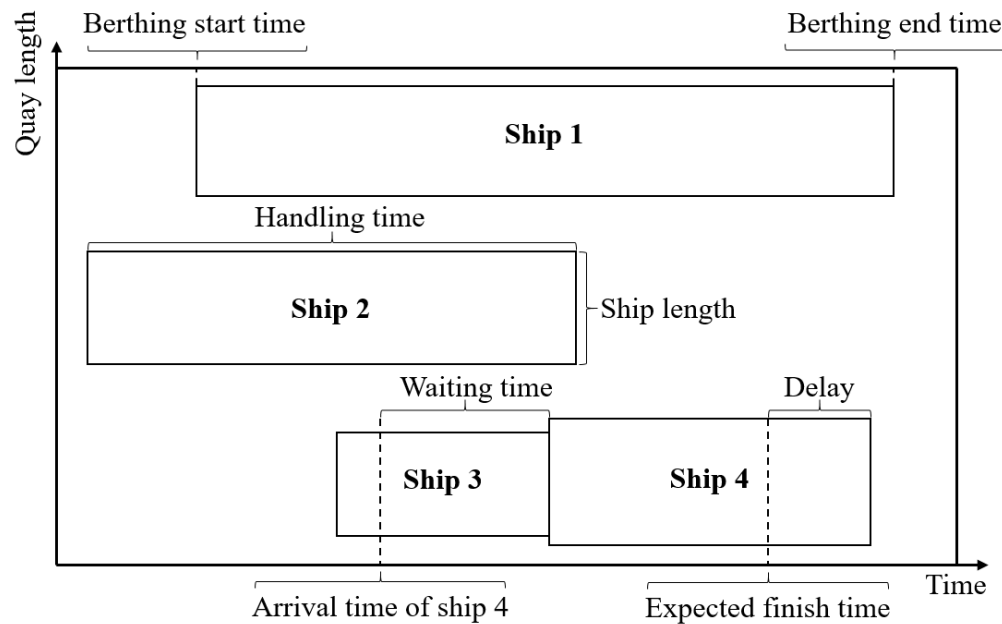 Berthing start time
Berthing end time
Quay length
Ship 1
Handling time
Ship 2
Ship length
Waiting time
Delay
Ship 3
Ship 4
Time
Arrival time of ship 4
Expected finish time